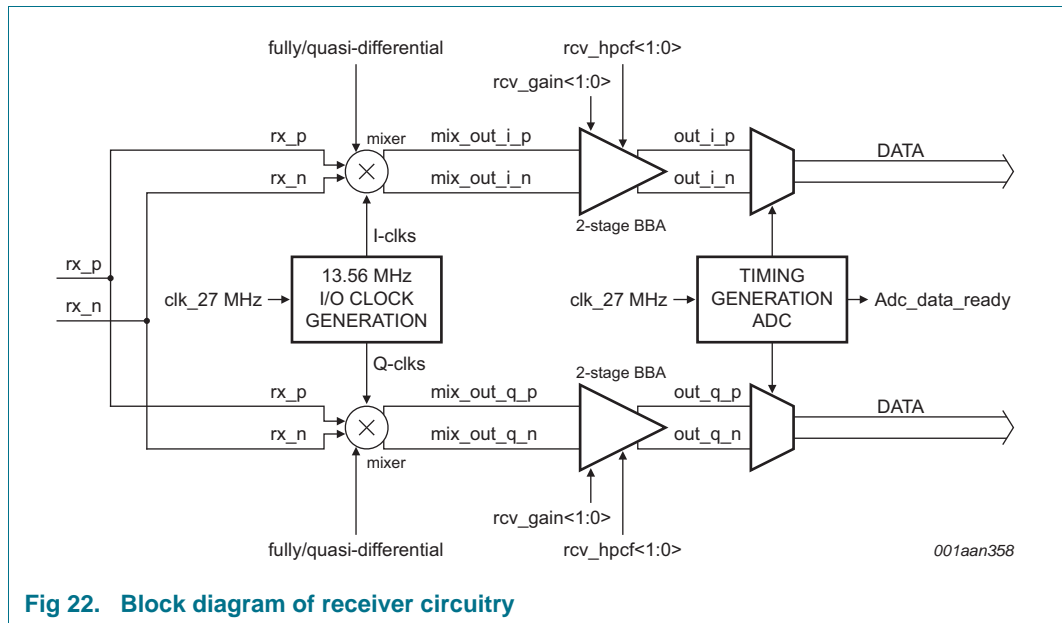 fully/quasi-differential
rcv_hpcf<1:0>
rcv_gain<1:0>
rx_p
mixer
mix_out_i_p
out_i_p
DATA
rx_n
mix_out_i_n
out_i_n
2-stage BBA
I-clks
rx_p
rx_n
clk_27 MHz
13.56 MHz
I/O CLOCK
GENERATION
clk_27 MHz
TIMING
GENERATION
ADC
Adc_data_ready
Q-clks
2-stage BBA
rx_p
mix_out_q_p
out_q_p
DATA
rx_n
mix_out_q_n
out_q_n
mixer
rcv_gain<1:0>
fully/quasi-differential
rcv_hpcf<1:0>
001aan358
Fig 22. Block diagram of receiver circuitry